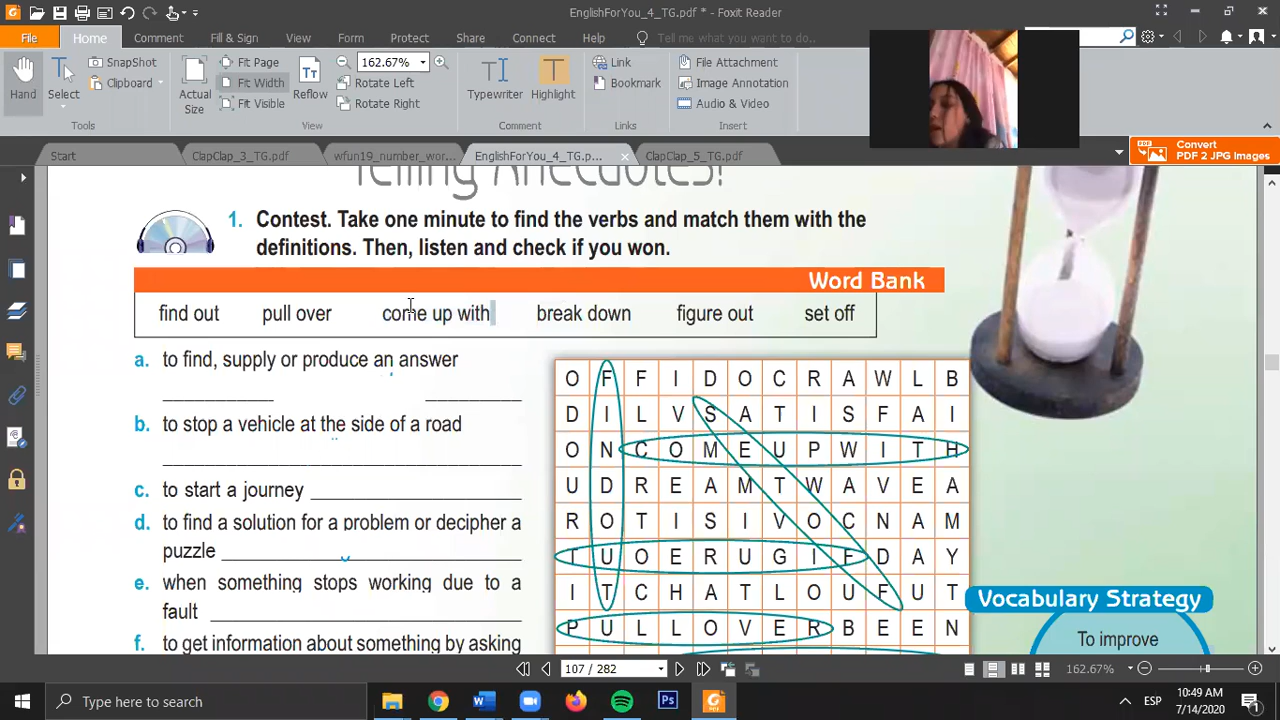 EnglishForYou_4_TG.pdf * - Foxit Reader
File Home Comment Fill & Sign View Form Protect Share Connect Help Tell me what you want to do...
Hand
Select
SnapShot
Clipboard
Tools
Actual Size
Fit Page
Fit Width
Fit Visible
Reflow
162.67%
Rotate Left
Rotate Right
View
Typewriter
Highlight
Comment
Link
Bookmark
Links
File Attachment
Image Annotation
Audio & Video
Insert
Start ClapClap_3_TG.pdf wfun19_number_wor... EnglishForYou_4_TG.p... ClapClap_5_TG.pdf
Convert
PDF 2 JPG Images
Telling Anecdotes!
1. Contest. Take one minute to find the verbs and match them with the
definitions. Then, listen and check if you won.
Word Bank
find out pull over come up with break down figure out set off
a. to find, supply or produce an answer
b. to stop a vehicle at the side of a road
c. to start a journey
d. to find a solution for a problem or decipher a
puzzle
e. when something stops working due to a
fault
f. to get information about something by asking
O F F I D O C R A W L B
D I L V S A T I S F A I
O N C O M E U P W I T H
U D R E A M T W A V E A
R O T I S I V O C N A M
T U O E R U G I F D A Y
I T C H A T L O U F U T
P U L L O V E R B E E N
Vocabulary Strategy
To improve
107 / 282
162.67%
Type here to search
ESP
10:49 AM
7/14/2020